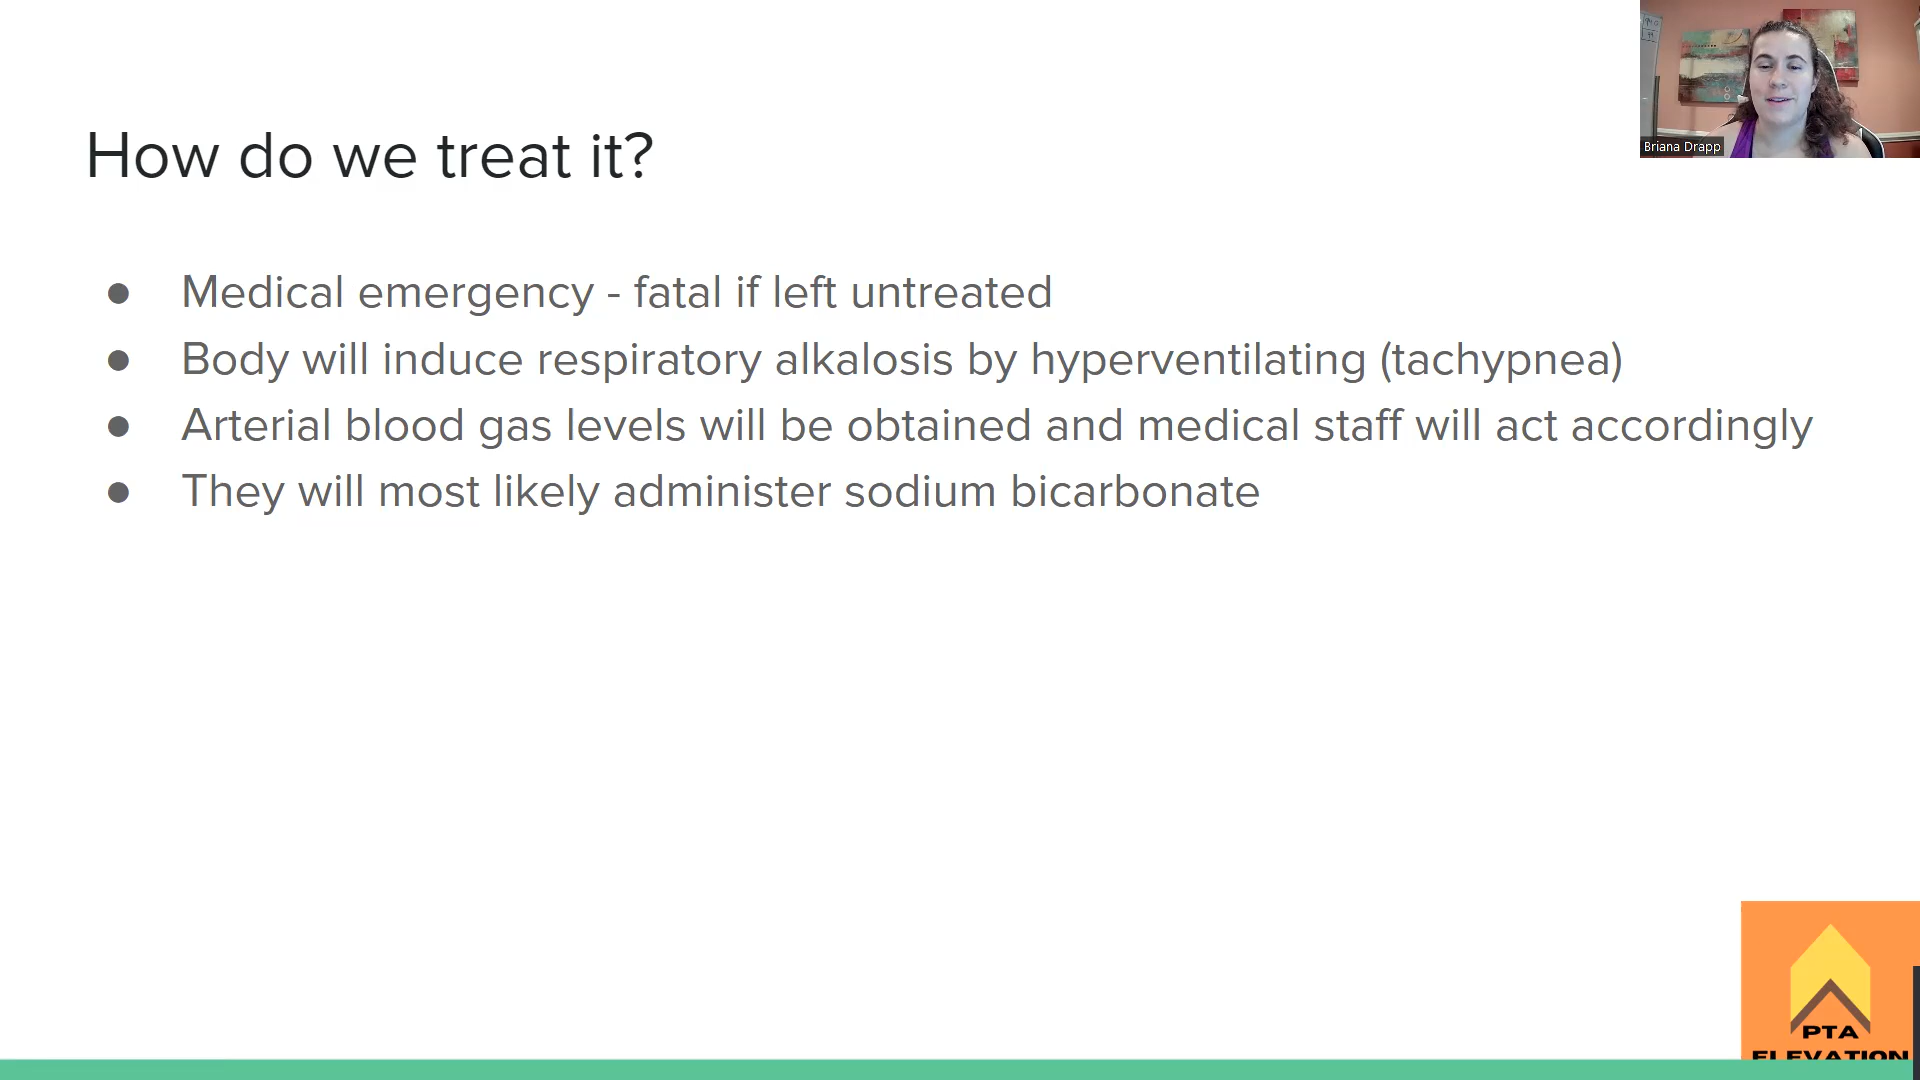 Briana Drapp
How do we treat it?
● Medical emergency - fatal if left untreated
● Body will induce respiratory alkalosis by hyperventilating (tachypnea)
● Arterial blood gas levels will be obtained and medical staff will act accordingly
● They will most likely administer sodium bicarbonate
PTA
ELEVATION